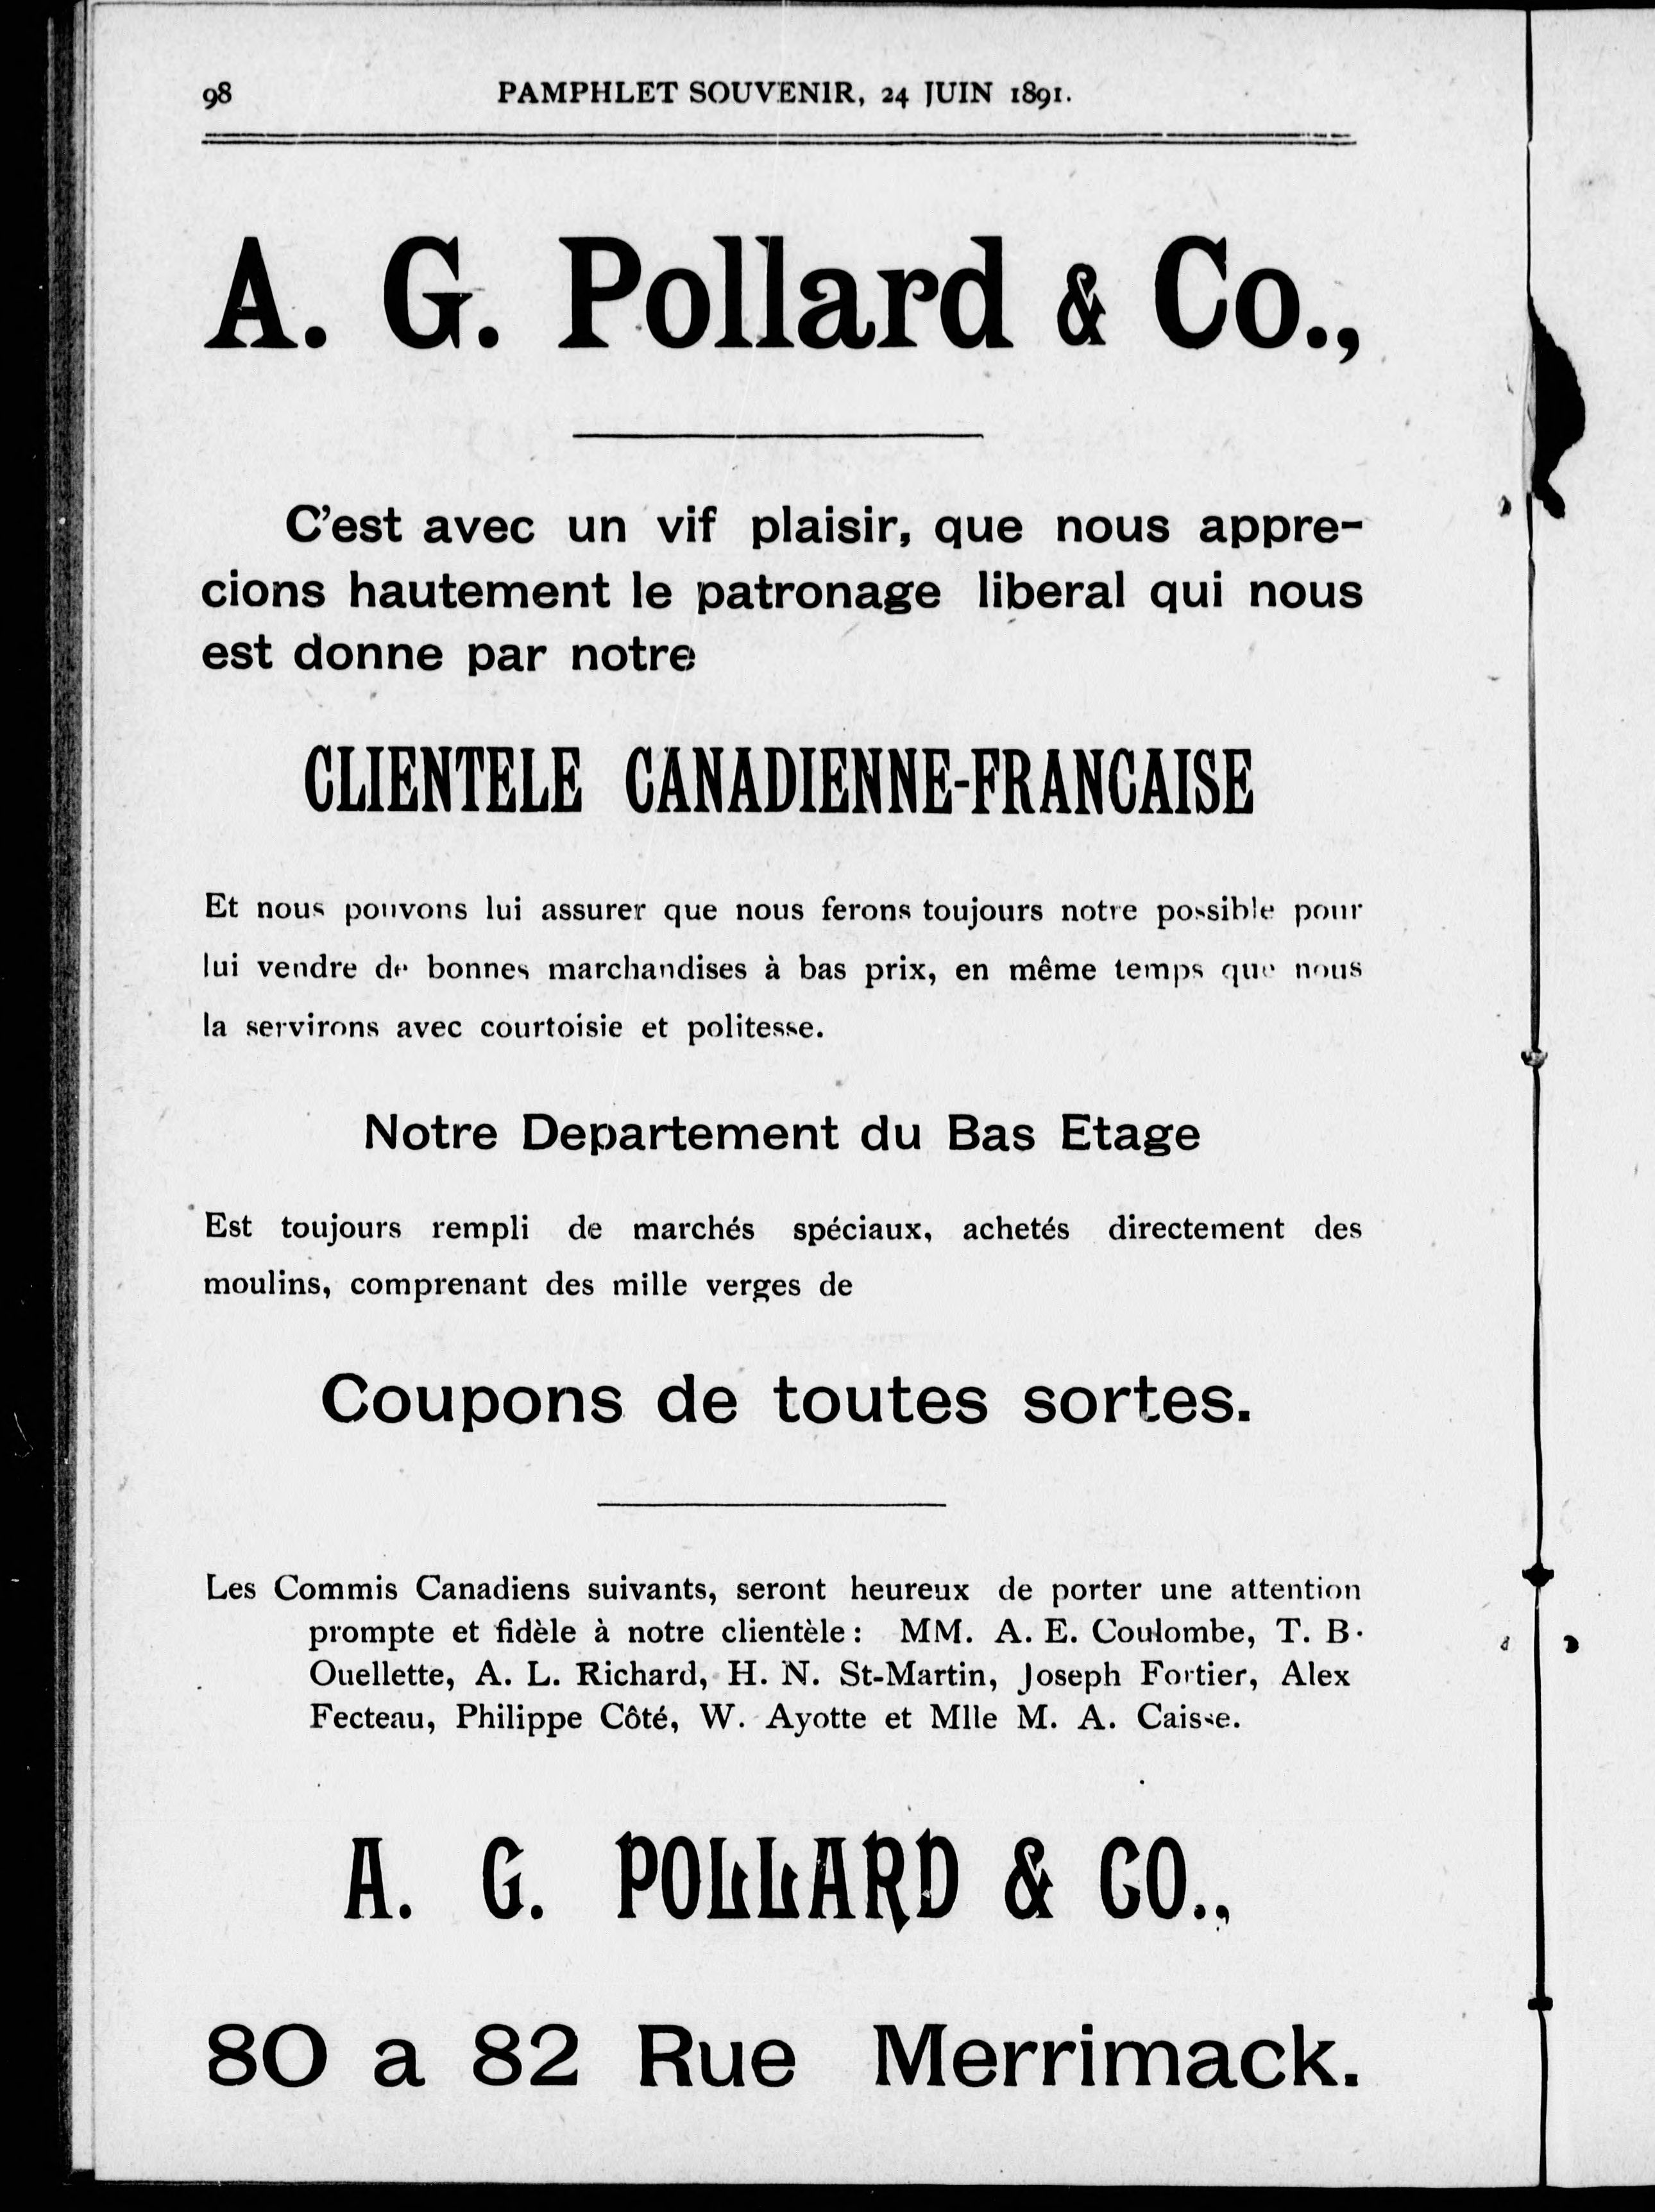 98 PAMPHLET SOUVENIR, 24 JUIN 1891.
A. G. Pollard & Co.,
C'est avec un vif plaisir, que nous appre-
cions hautement le patronage liberal qui nous
est donne par notre
CLIENTELE CANADIENNE-FRANCAISE
Et nous pouvons lui assurer que nous ferons toujours notre possible pour
lui vendre de bonnes marchandises à bas prix, en même temps que nous
la servirons avec courtoisie et politesse.
Notre Departement du Bas Etage
Est toujours rempli de marchés spéciaux, achetés directement des
moulins, comprenant des mille verges de
Coupons de toutes sortes.
Les Commis Canadiens suivants, seront heureux de porter une attention
prompte et fidèle à notre clientèle: MM. A. E. Coulombe, T. B.
Ouellette, A. L. Richard, H. N. St-Martin, Joseph Fortier, Alex
Fecteau, Philippe Côté, W. Ayotte et Mlle M. A. Caisse.
A. G. POLLARD & CO.,
80 a 82 Rue Merrimack.